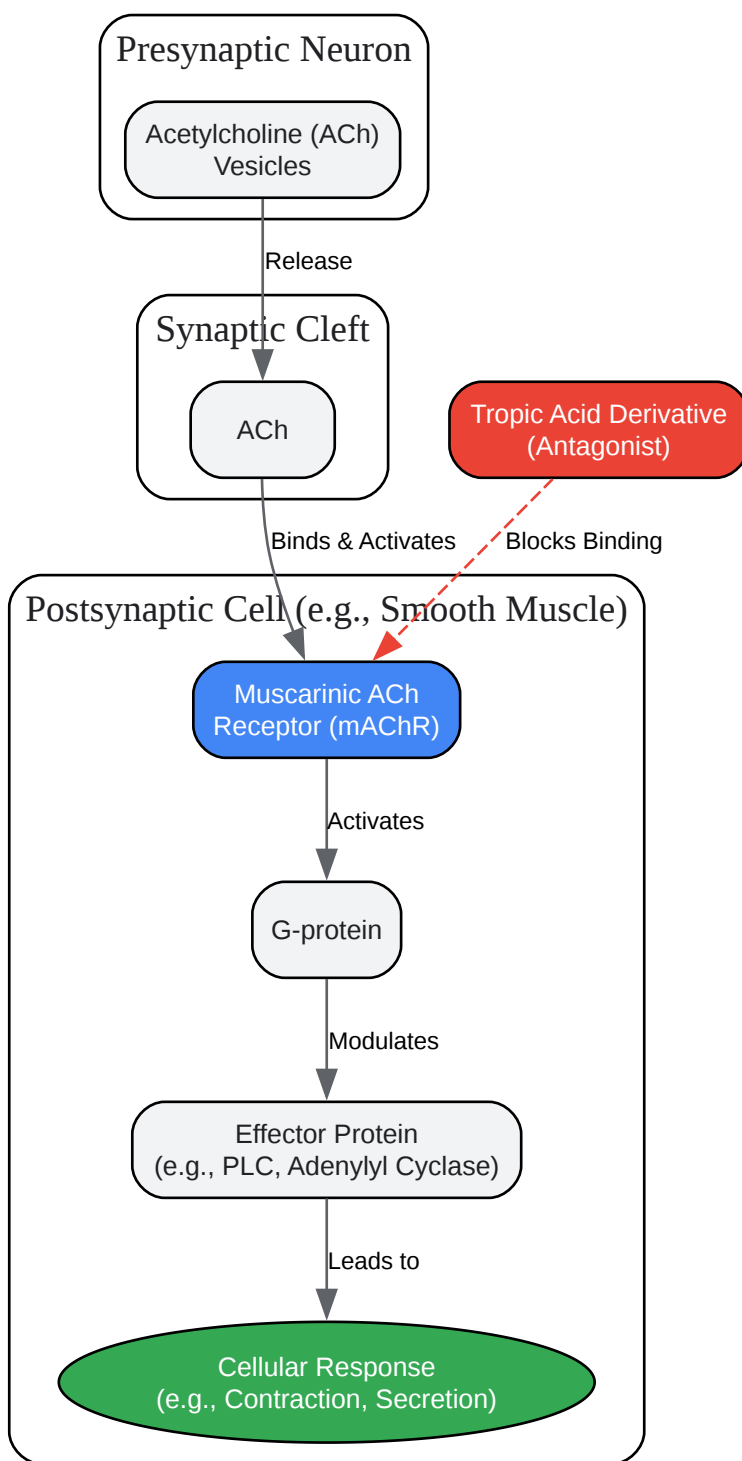 Presynaptic Neuron
Acetylcholine (ACh)
Vesicles
Release
Synaptic Cleft
ACh
Tropic Acid Derivative
(Antagonist)
Binds & Activates
Blocks Binding
Postsynaptic Cell (e.g., Smooth Muscle)
Muscarinic ACh
Receptor (mAChR)
Activates
G-protein
Modulates
Effector Protein
(e.g., PLC, Adenylyl Cyclase)
Leads to
Cellular Response
(e.g., Contraction, Secretion)